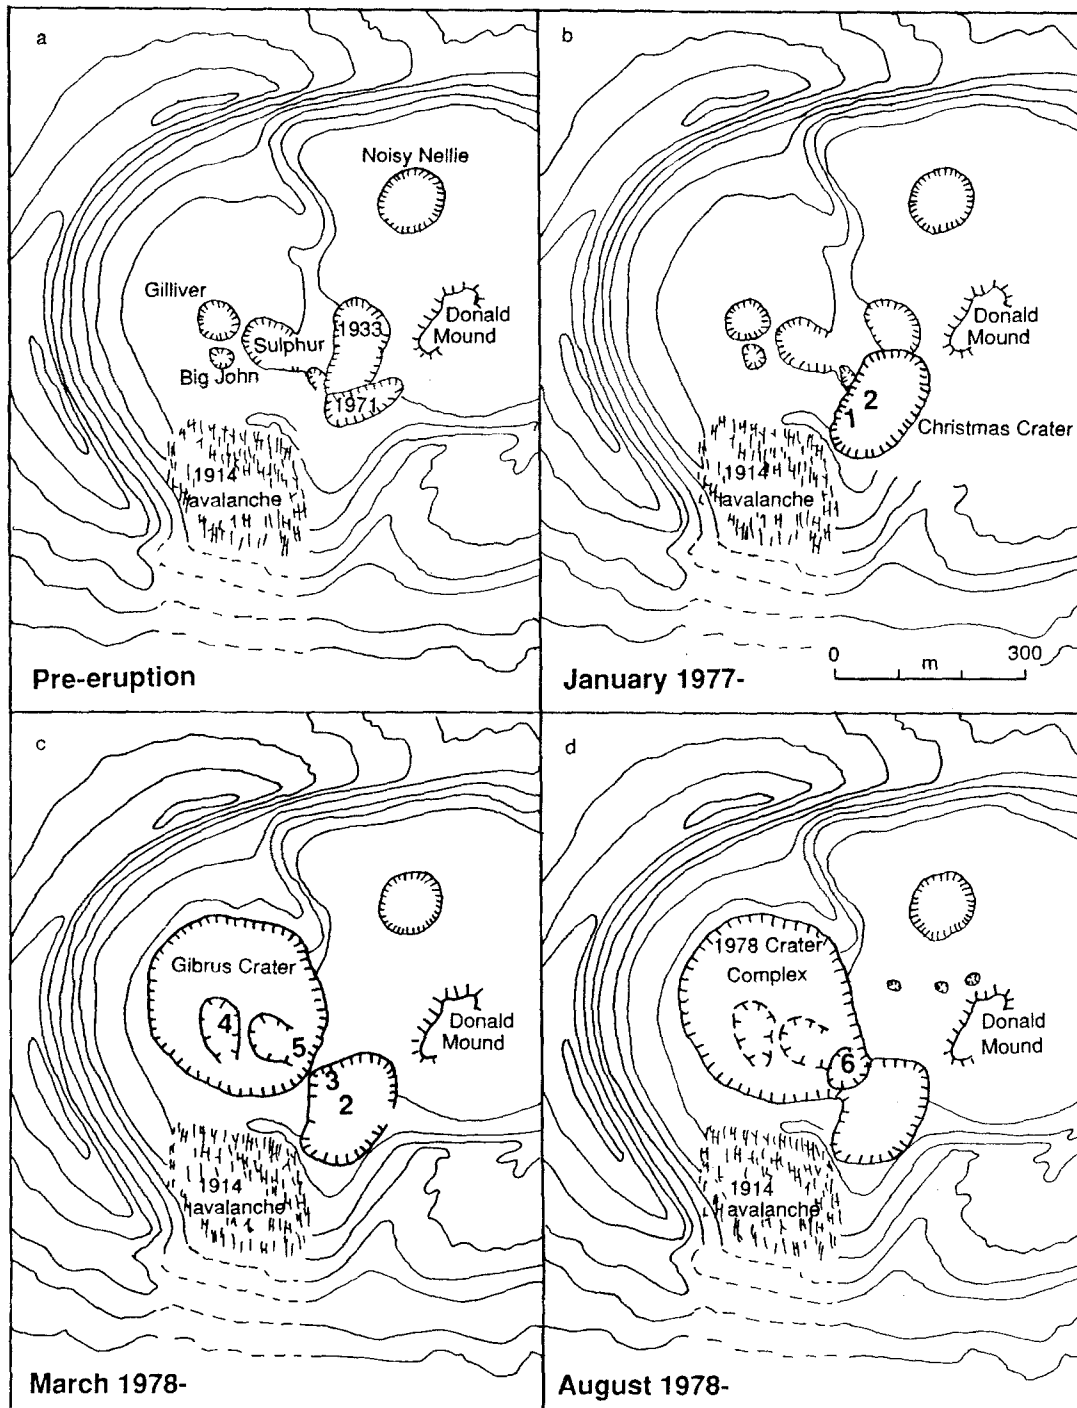 a
Noisy Nellie
Gilliver
Donald
Mound
1933
Sulphur
Big John
1971
1914
avalanche
Pre-eruption
b
Donald
Mound
2
1
Christmas Crater
1914
avalanche
0
m
300
January 1977-
c
Gibrus Crater
4
5
Donald
Mound
3
2
1914
avalanche
March 1978-
d
1978 Crater
Complex
Donald
Mound
6
1914
avalanche
August 1978-